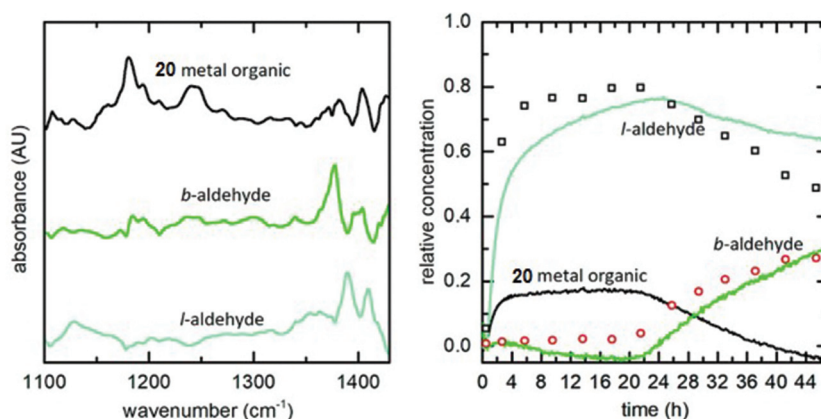 absorbance (AU)
20 metal organic
b-aldehyde
l-aldehyde
1100 1200 1300 1400
wavenumber (cm-1)
relative concentration
1.0
0.8
0.6
0.4
0.2
0.0
l-aldehyde
b-aldehyde
20 metal organic
0 4 8 12 16 20 24 28 32 36 40 44
time (h)